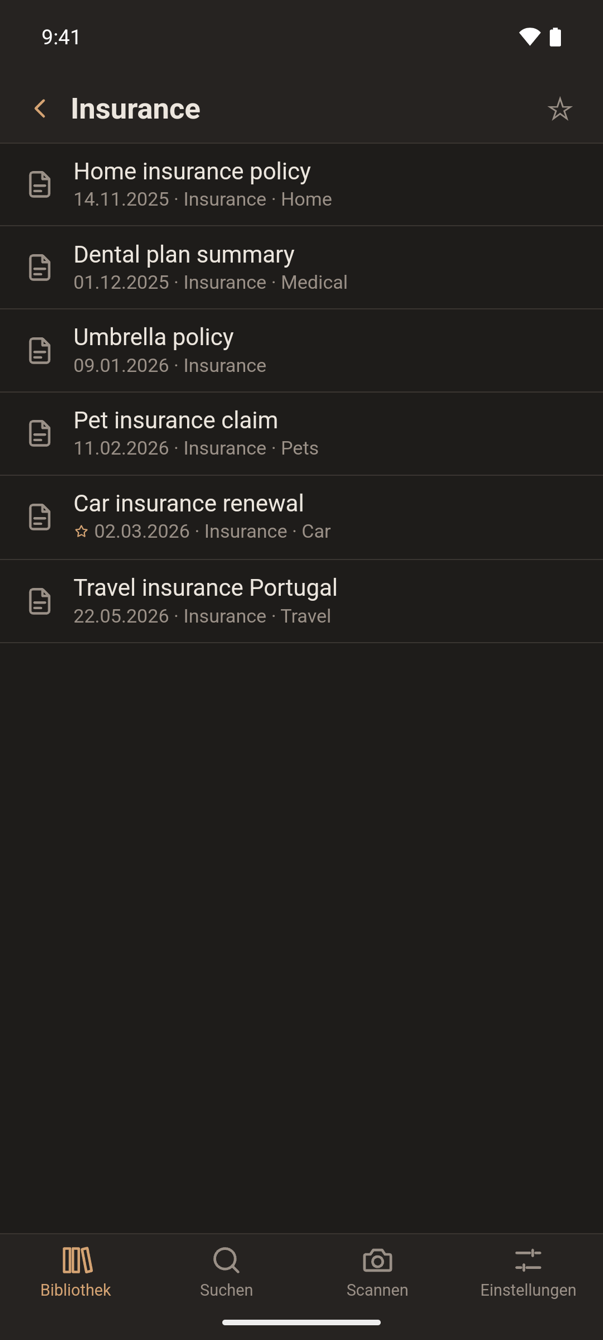 9:41
Insurance
Home insurance policy
14.11.2025 · Insurance · Home
Dental plan summary
01.12.2025 · Insurance · Medical
Umbrella policy
09.01.2026 · Insurance
Pet insurance claim
11.02.2026 · Insurance · Pets
Car insurance renewal
02.03.2026 · Insurance · Car
Travel insurance Portugal
22.05.2026 · Insurance · Travel
Bibliothek Suchen Scannen Einstellungen